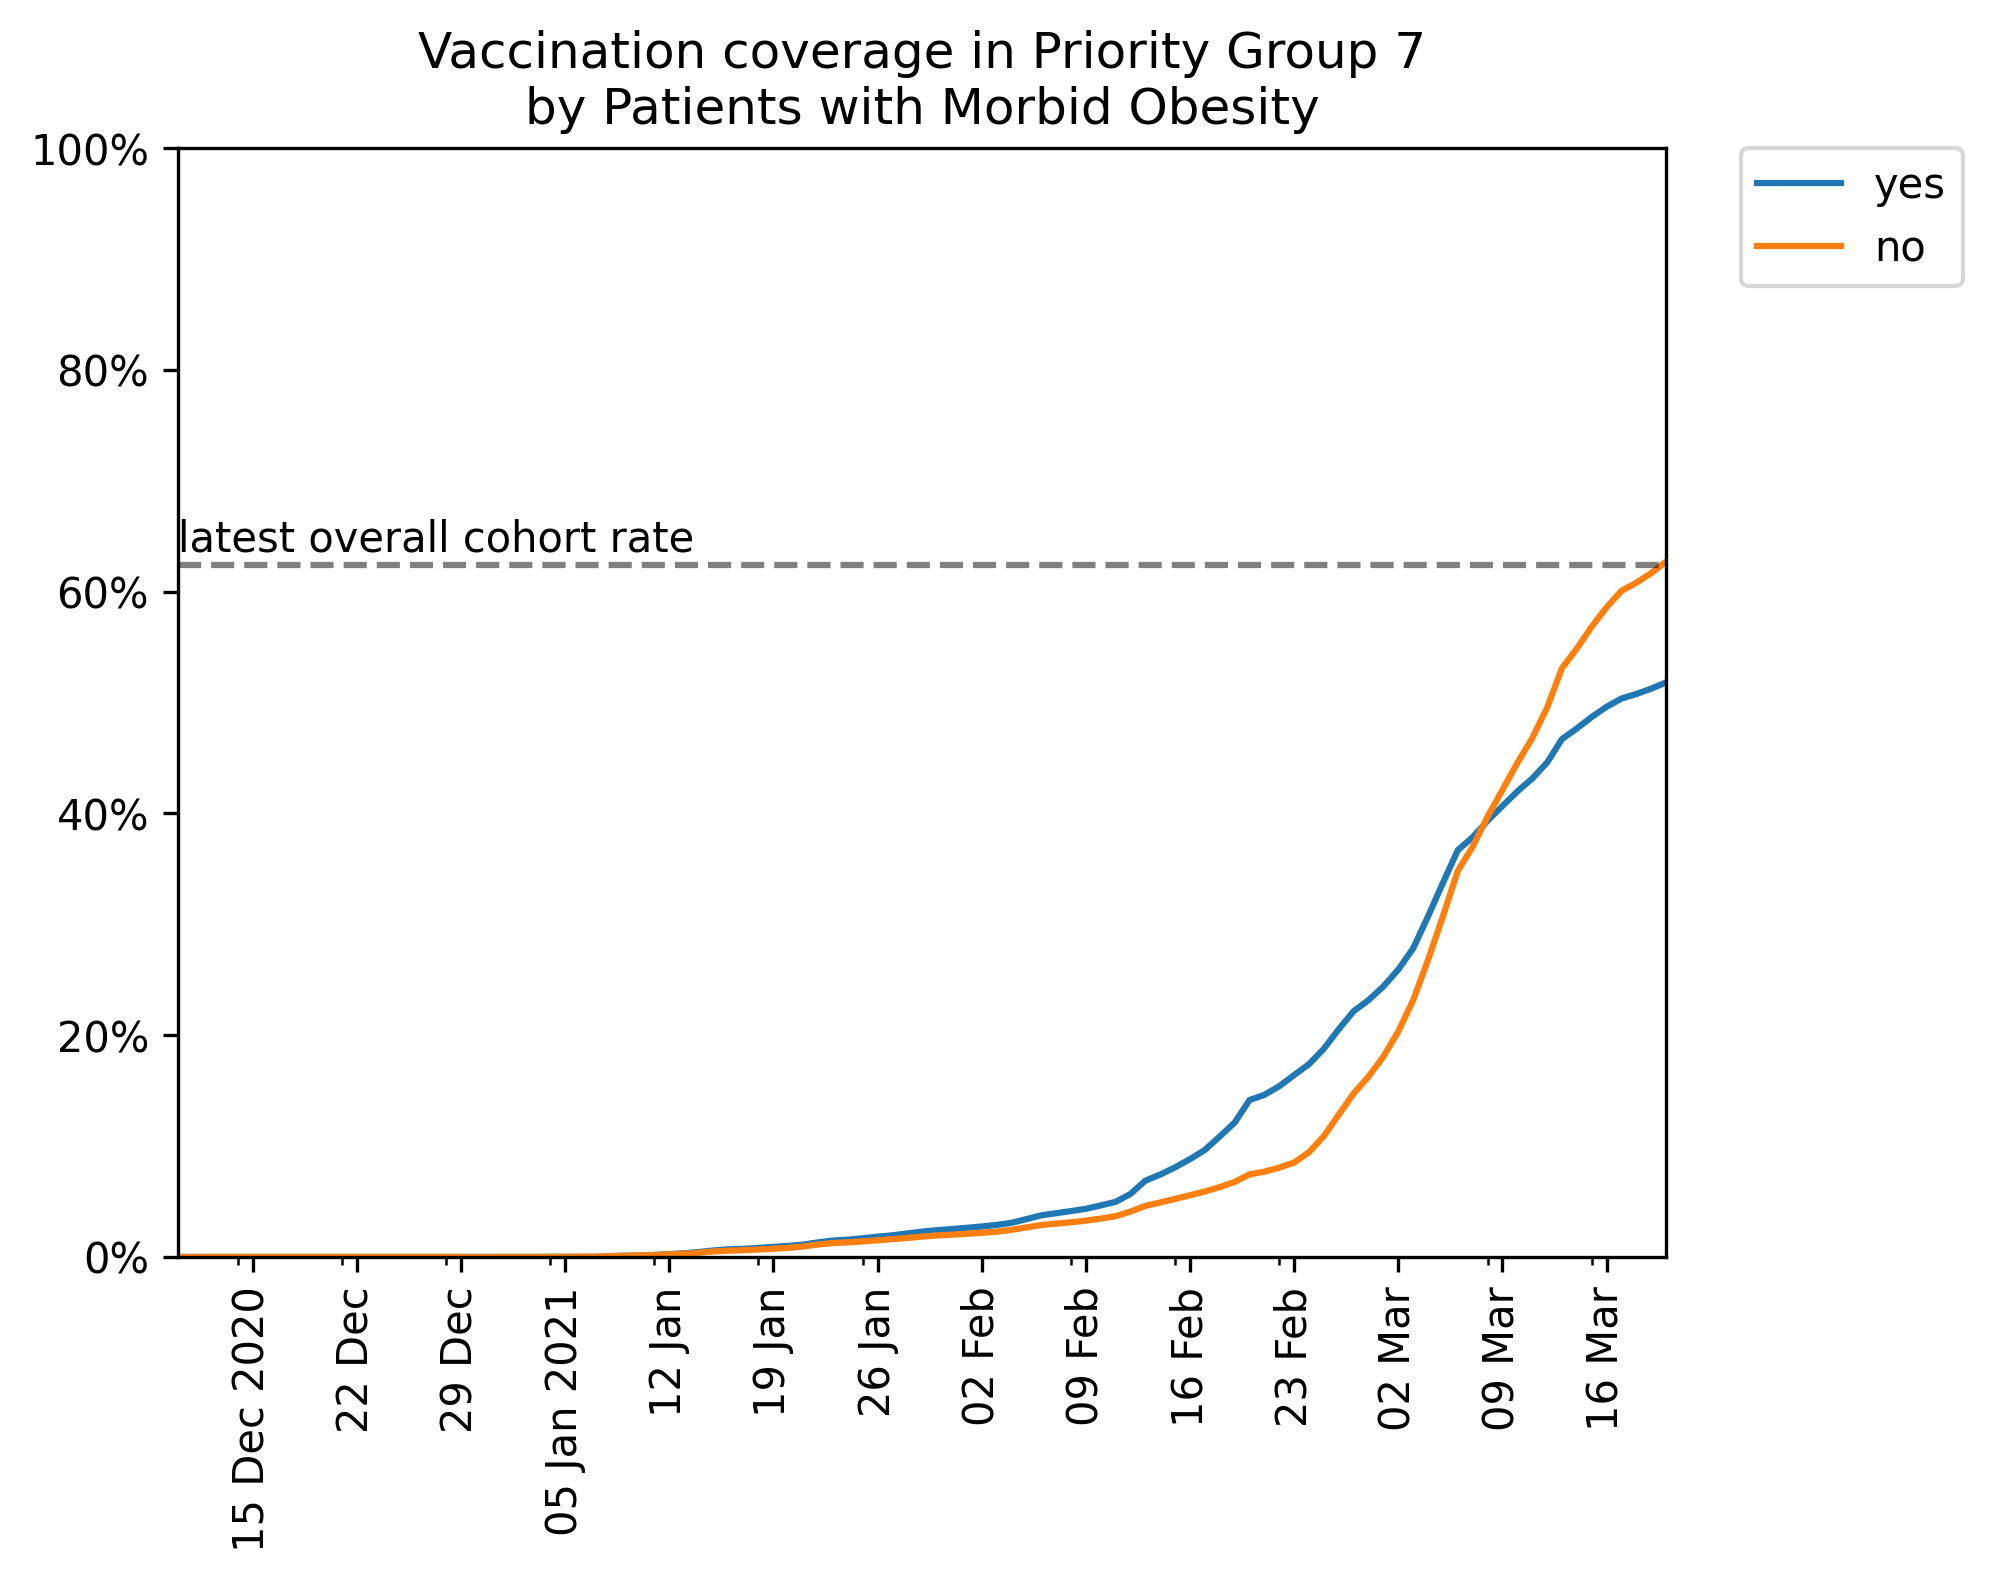 Vaccination coverage in Priority Group 7
by Patients with Morbid Obesity
100%
80%
60%
40%
20%
0%
latest overall cohort rate
yes
no
15 Dec 2020
22 Dec
29 Dec
05 Jan 2021
12 Jan
19 Jan
26 Jan
02 Feb
09 Feb
16 Feb
23 Feb
02 Mar
09 Mar
16 Mar